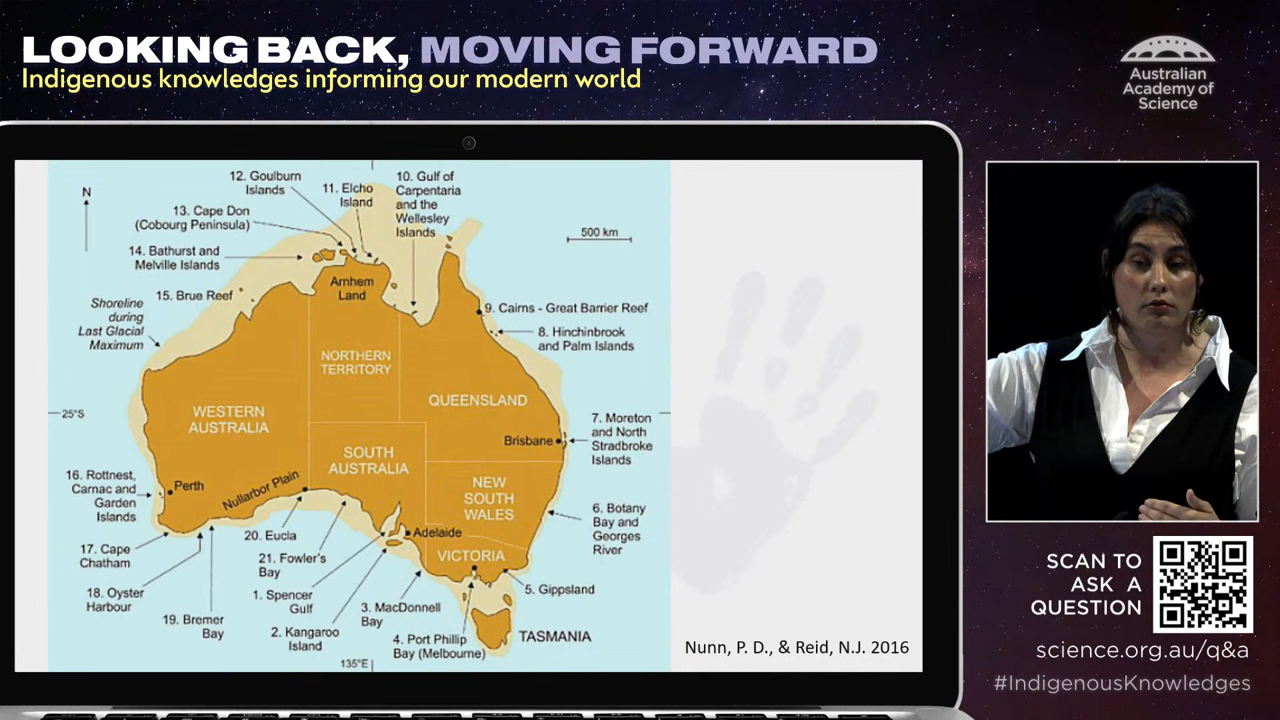 LOOKING BACK, MOVING FORWARD
Indigenous knowledges informing our modern world
Australian
Academy of
Science
12. Goulburn
Islands
11. Elcho
Island
10. Gulf of
Carpentaria
and the
Wellesley
Islands
N
13. Cape Don
(Cobourg Peninsula)
500 km
14. Bathurst and
Melville Islands
Arnhem
Land
15. Brue Reef
Shoreline
during
Last Glacial
Maximum
9. Cairns - Great Barrier Reef
8. Hinchinbrook
and Palm Islands
NORTHERN
TERRITORY
QUEENSLAND
25°S
WESTERN
AUSTRALIA
7. Moreton
and North
Stradbroke
Islands
Brisbane
SOUTH
AUSTRALIA
16. Rottnest,
Carnac and
Garden
Islands
Perth
Nullarbor Plain
NEW
SOUTH
WALES
6. Botany
Bay and
Georges
River
20. Eucla
Adelaide
17. Cape
Chatham
21. Fowler's
Bay
VICTORIA
18. Oyster
Harbour
1. Spencer
Gulf
5. Gippsland
19. Bremer
Bay
3. MacDonnell
Bay
2. Kangaroo
Island
4. Port Phillip
Bay (Melbourne)
TASMANIA
135°E
Nunn, P. D., & Reid, N.J. 2016
SCAN TO
ASK A
QUESTION
science.org.au/q&a
#IndigenousKnowledges